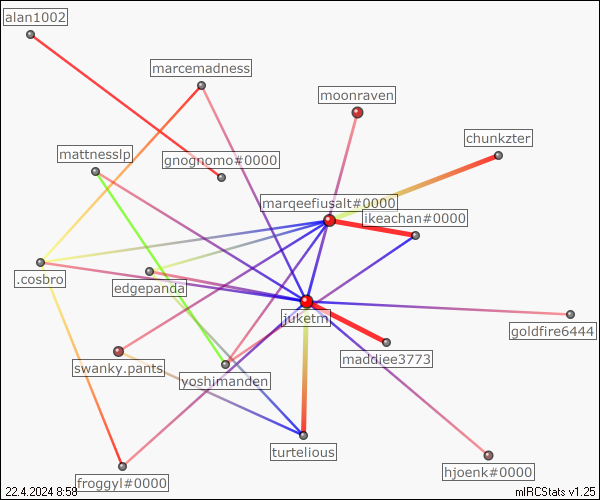 alan1002
marcemadness
moonraven
chunkzter
mattnesslp
gnognomo#0000
marqeefiusalt#0000
ikeachan#0000
.cosbro
edgepanda
juketm
goldfire6444
maddiee3773
swanky.pants
yoshimanden
turtelious
froggyl#0000
hjoenk#0000
22.4.2024 8:58
mIRCStats v1.25